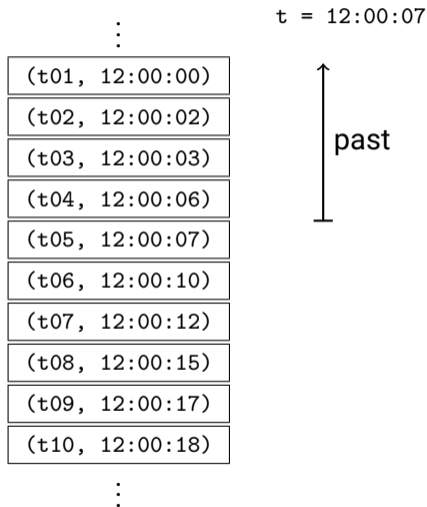 t = 12:00:07
(t01, 12:00:00)
(t02, 12:00:02)
(t03, 12:00:03)
past
(t04, 12:00:06)
(t05, 12:00:07)
(t06, 12:00:10)
(t07, 12:00:12)
(t08, 12:00:15)
(t09, 12:00:17)
(t10, 12:00:18)